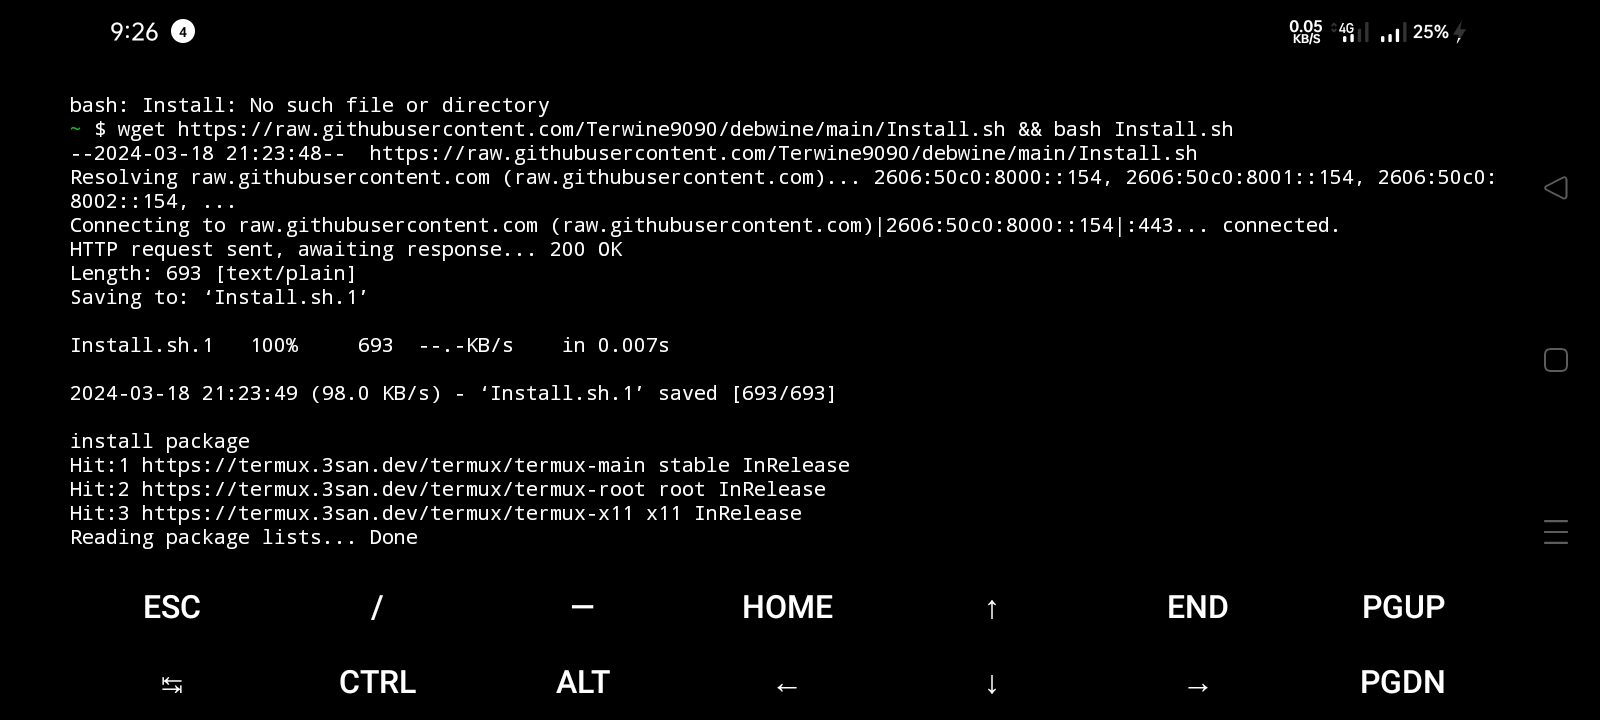 9:26 4 0.05 KB/S 4G 25%
bash: Install: No such file or directory
~ $ wget https://raw.githubusercontent.com/Terwine9090/debwine/main/Install.sh && bash Install.sh
--2024-03-18 21:23:48--  https://raw.githubusercontent.com/Terwine9090/debwine/main/Install.sh
Resolving raw.githubusercontent.com (raw.githubusercontent.com)... 2606:50c0:8000::154, 2606:50c0:8001::154, 2606:50c0:
8002::154, ...
Connecting to raw.githubusercontent.com (raw.githubusercontent.com)|2606:50c0:8000::154|:443... connected.
HTTP request sent, awaiting response... 200 OK
Length: 693 [text/plain]
Saving to: ‘Install.sh.1’
Install.sh.1   100%     693  --.-KB/s    in 0.007s
2024-03-18 21:23:49 (98.0 KB/s) - ‘Install.sh.1’ saved [693/693]
install package
Hit:1 https://termux.3san.dev/termux/termux-main stable InRelease
Hit:2 https://termux.3san.dev/termux/termux-root root InRelease
Hit:3 https://termux.3san.dev/termux/termux-x11 x11 InRelease
Reading package lists... Done
ESC / — HOME ↑ END PGUP
↹ CTRL ALT ← ↓ → PGDN